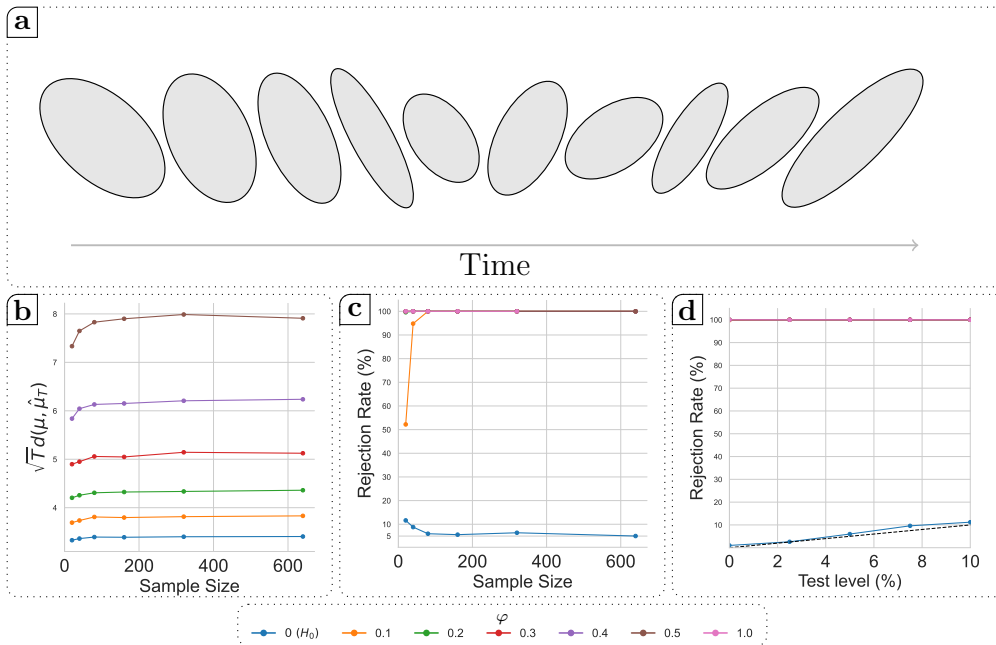 a
Time
b
8
7
6
5
4
√T d(μ, μ̂_T)
0 200 400 600
Sample Size
c
100
90
80
70
60
50
40
30
20
10
5
Rejection Rate (%)
0 200 400 600
Sample Size
d
100
90
80
70
60
50
40
30
20
10
Rejection Rate (%)
0 2 4 6 8 10
Test level (%)
φ
0 (H₀) 0.1 0.2 0.3 0.4 0.5 1.0